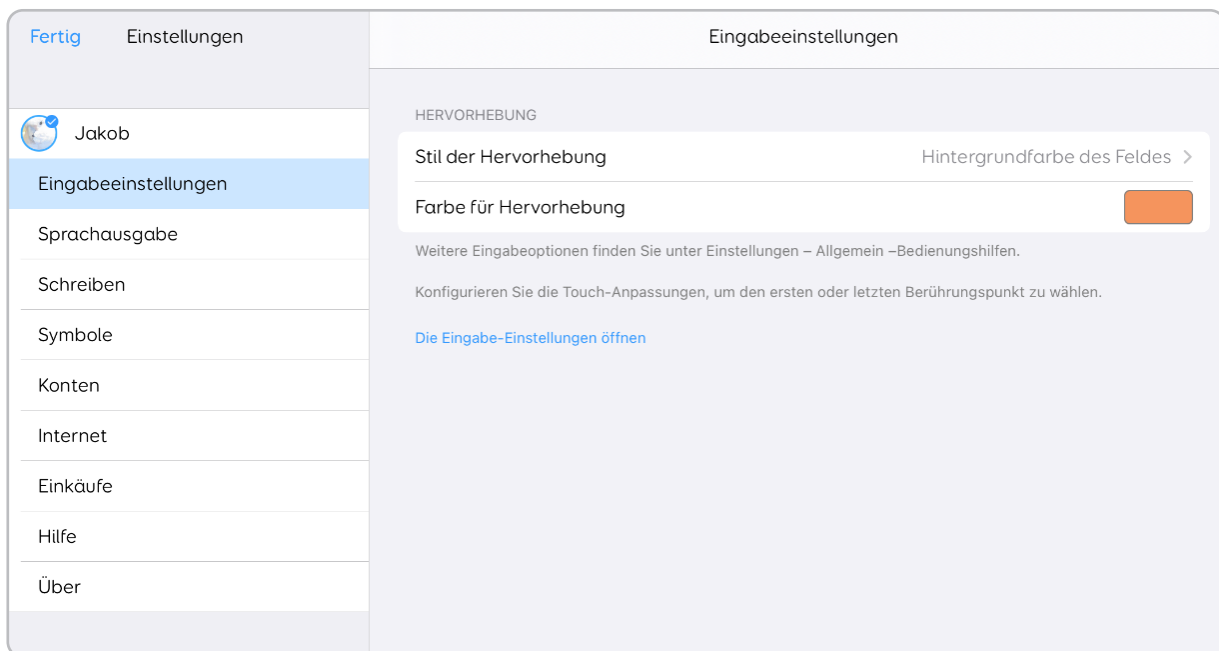 Fertig Einstellungen
Eingabeeinstellungen
Jakob
Eingabeeinstellungen
Sprachausgabe
Schreiben
Symbole
Konten
Internet
Einkäufe
Hilfe
Über
HERVORHEBUNG
Stil der Hervorhebung Hintergrundfarbe des Feldes
Farbe für Hervorhebung
Weitere Eingabeoptionen finden Sie unter Einstellungen – Allgemein –Bedienungshilfen.
Konfigurieren Sie die Touch-Anpassungen, um den ersten oder letzten Berührungspunkt zu wählen.
Die Eingabe-Einstellungen öffnen